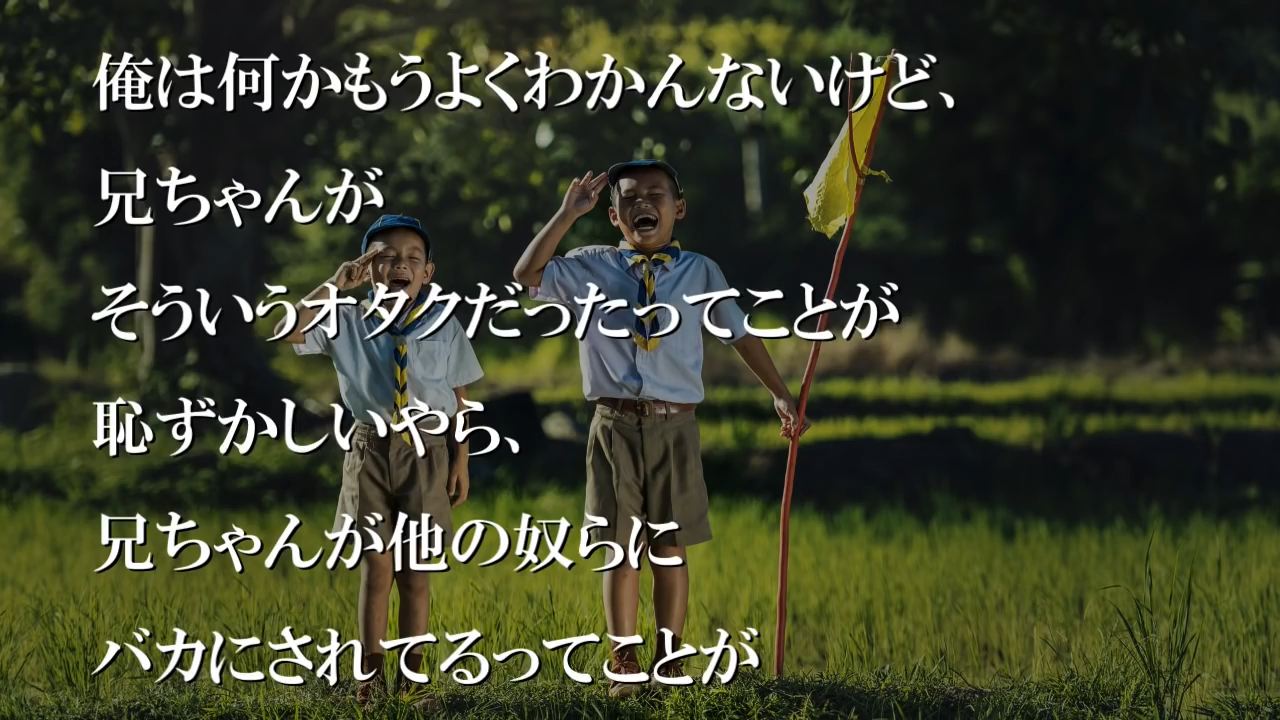 俺は何かもうよくわかんないけど、
兄ちゃんが
そういうオタクだったってことが
恥ずかしいやら、
兄ちゃんが他の奴らに
バカにされてるってことが